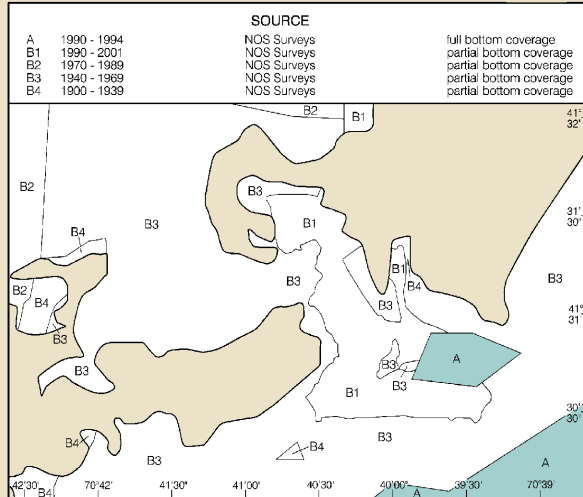 SOURCE
A 1990 - 1994 NOS Surveys full bottom coverage
B1 1990 - 2001 NOS Surveys partial bottom coverage
B2 1970 - 1989 NOS Surveys partial bottom coverage
B3 1940 - 1969 NOS Surveys partial bottom coverage
B4 1900 - 1939 NOS Surveys partial bottom coverage
B2
B1
41°
32'
B2
B3
B3
B1
31'
30"
B4
B3
B1
B4
B3
B2
B4
B3
B3
41°
31'
B3
A
B3
B3
B1
30'
30"
B4
B3
B4
B3
A
B4
A
42'30" 70°42' 41'30" 41'00" 40'30" 40'00" 39'30" 70°39'